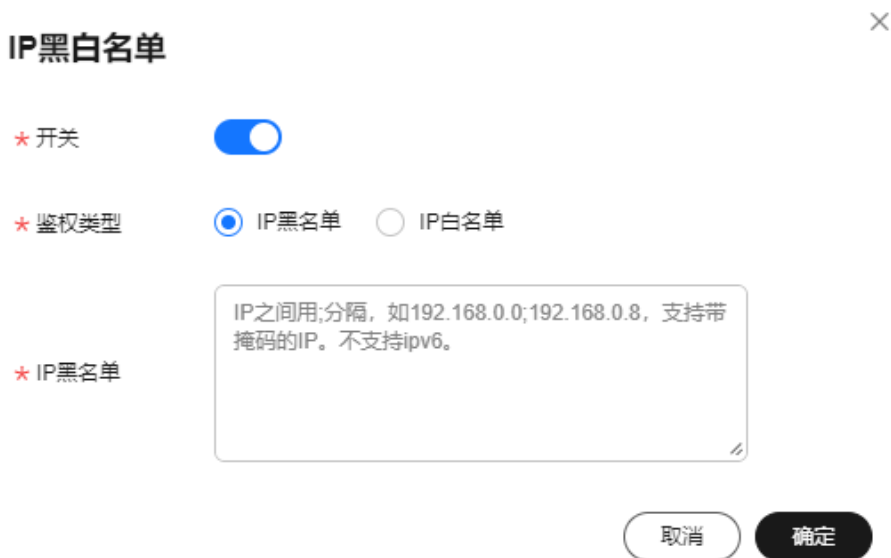 IP黑白名单
* 开关
* 鉴权类型 IP黑名单 IP白名单
* IP黑名单
IP之间用;分隔，如192.168.0.0;192.168.0.8，支持带
掩码的IP。不支持ipv6。
取消 确定